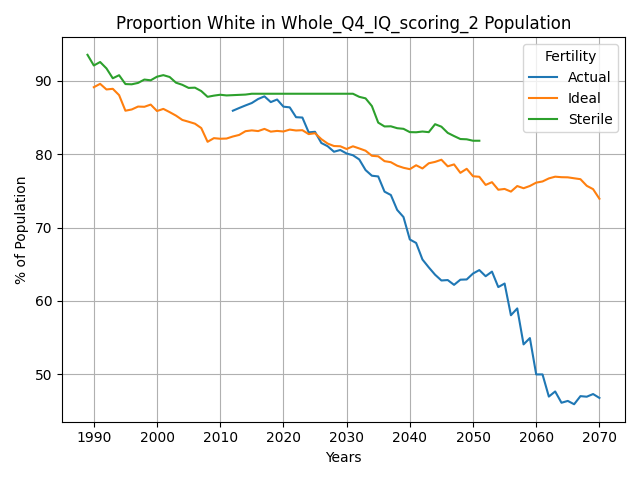 Proportion White in Whole_Q4_IQ_scoring_2 Population
Fertility
Actual
Ideal
Sterile
% of Population
90
80
70
60
50
1990
2000
2010
2020
2030
2040
2050
2060
2070
Years